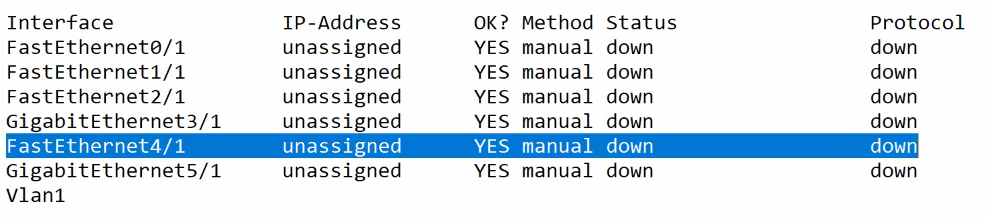 Interface IP-Address OK? Method Status Protocol
FastEthernet0/1 unassigned YES manual down down
FastEthernet1/1 unassigned YES manual down down
FastEthernet2/1 unassigned YES manual down down
GigabitEthernet3/1 unassigned YES manual down down
FastEthernet4/1 unassigned YES manual down down
GigabitEthernet5/1 unassigned YES manual down down
Vlan1